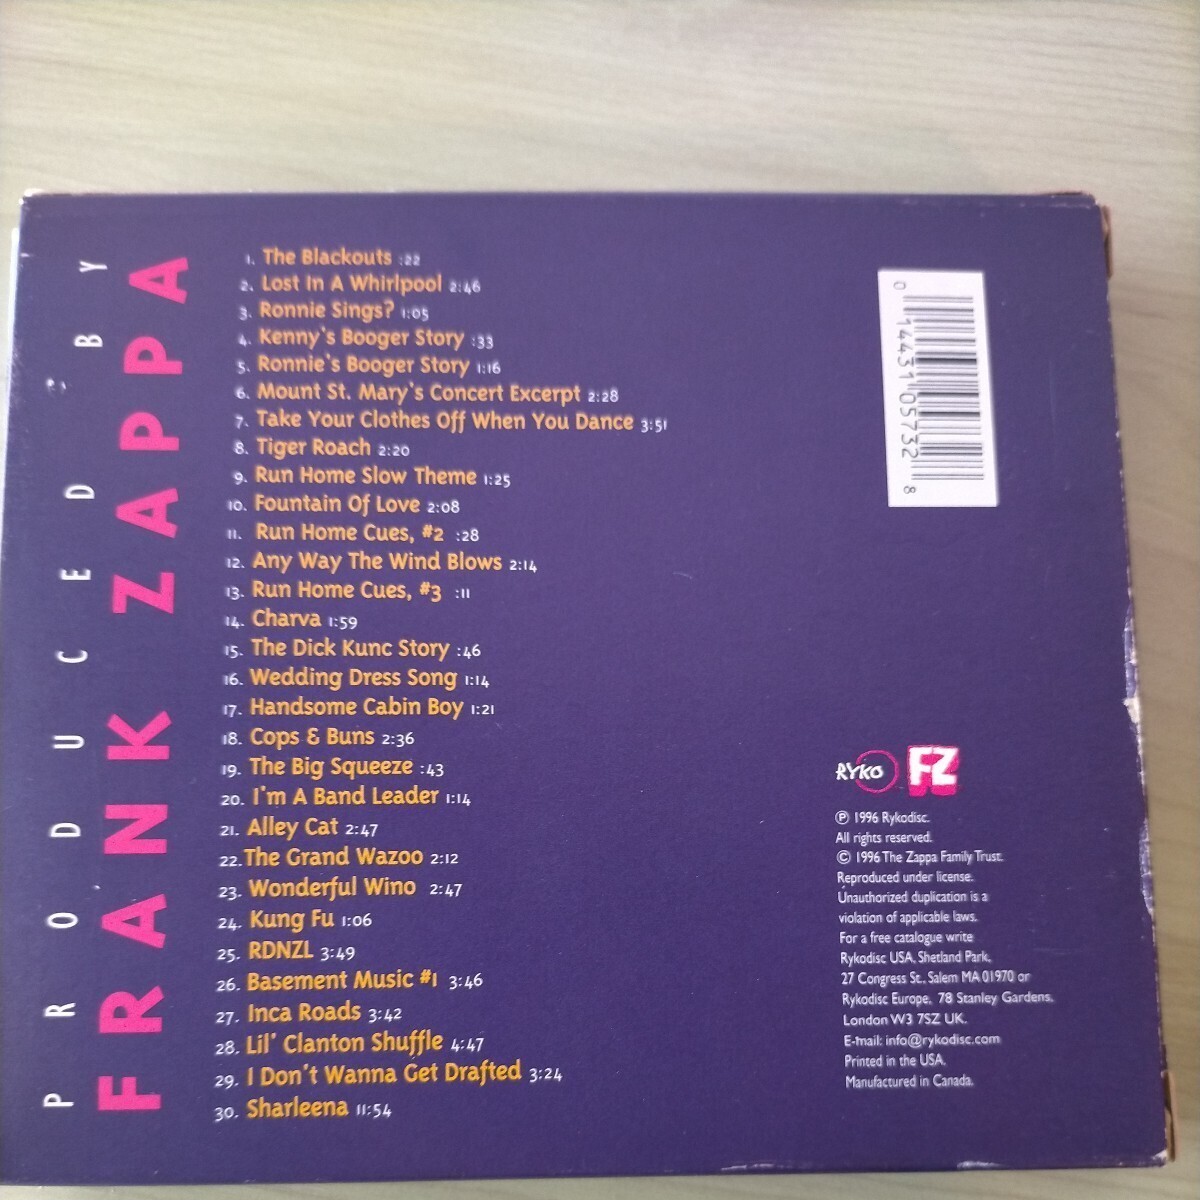 PRODUCED BY
FRANK ZAPPA
1. The Blackouts :22
2. Lost In A Whirlpool 2:46
3. Ronnie Sings? 1:05
4. Kenny's Booger Story :33
5. Ronnie's Booger Story 1:16
6. Mount St. Mary's Concert Excerpt 2:28
7. Take Your Clothes Off When You Dance 3:51
8. Tiger Roach 2:20
9. Run Home Slow Theme 1:25
10. Fountain Of Love 2:08
11. Run Home Cues, #2 :28
12. Any Way The Wind Blows 2:14
13. Run Home Cues, #3 :11
14. Charva 1:59
15. The Dick Kunc Story :46
16. Wedding Dress Song 1:14
17. Handsome Cabin Boy 1:21
18. Cops & Buns 2:36
19. The Big Squeeze :43
20. I'm A Band Leader 1:14
21. Alley Cat 2:47
22. The Grand Wazoo 2:12
23. Wonderful Wino 2:47
24. Kung Fu 1:06
25. RDNZL 3:49
26. Basement Music #1 3:46
27. Inca Roads 3:42
28. Lil' Clanton Shuffle 4:47
29. I Don't Wanna Get Drafted 3:24
30. Sharleena 11:54
0 14431 05732 8
RYKO FZ
℗ 1996 Rykodisc.
All rights reserved.
© 1996 The Zappa Family Trust.
Reproduced under license.
Unauthorized duplication is a
violation of applicable laws.
For a free catalogue write
Rykodisc USA, Shetland Park,
27 Congress St., Salem MA 01970 or
Rykodisc Europe, 78 Stanley Gardens,
London W3 7SZ UK.
E-mail: info@rykodisc.com
Printed in the USA.
Manufactured in Canada.